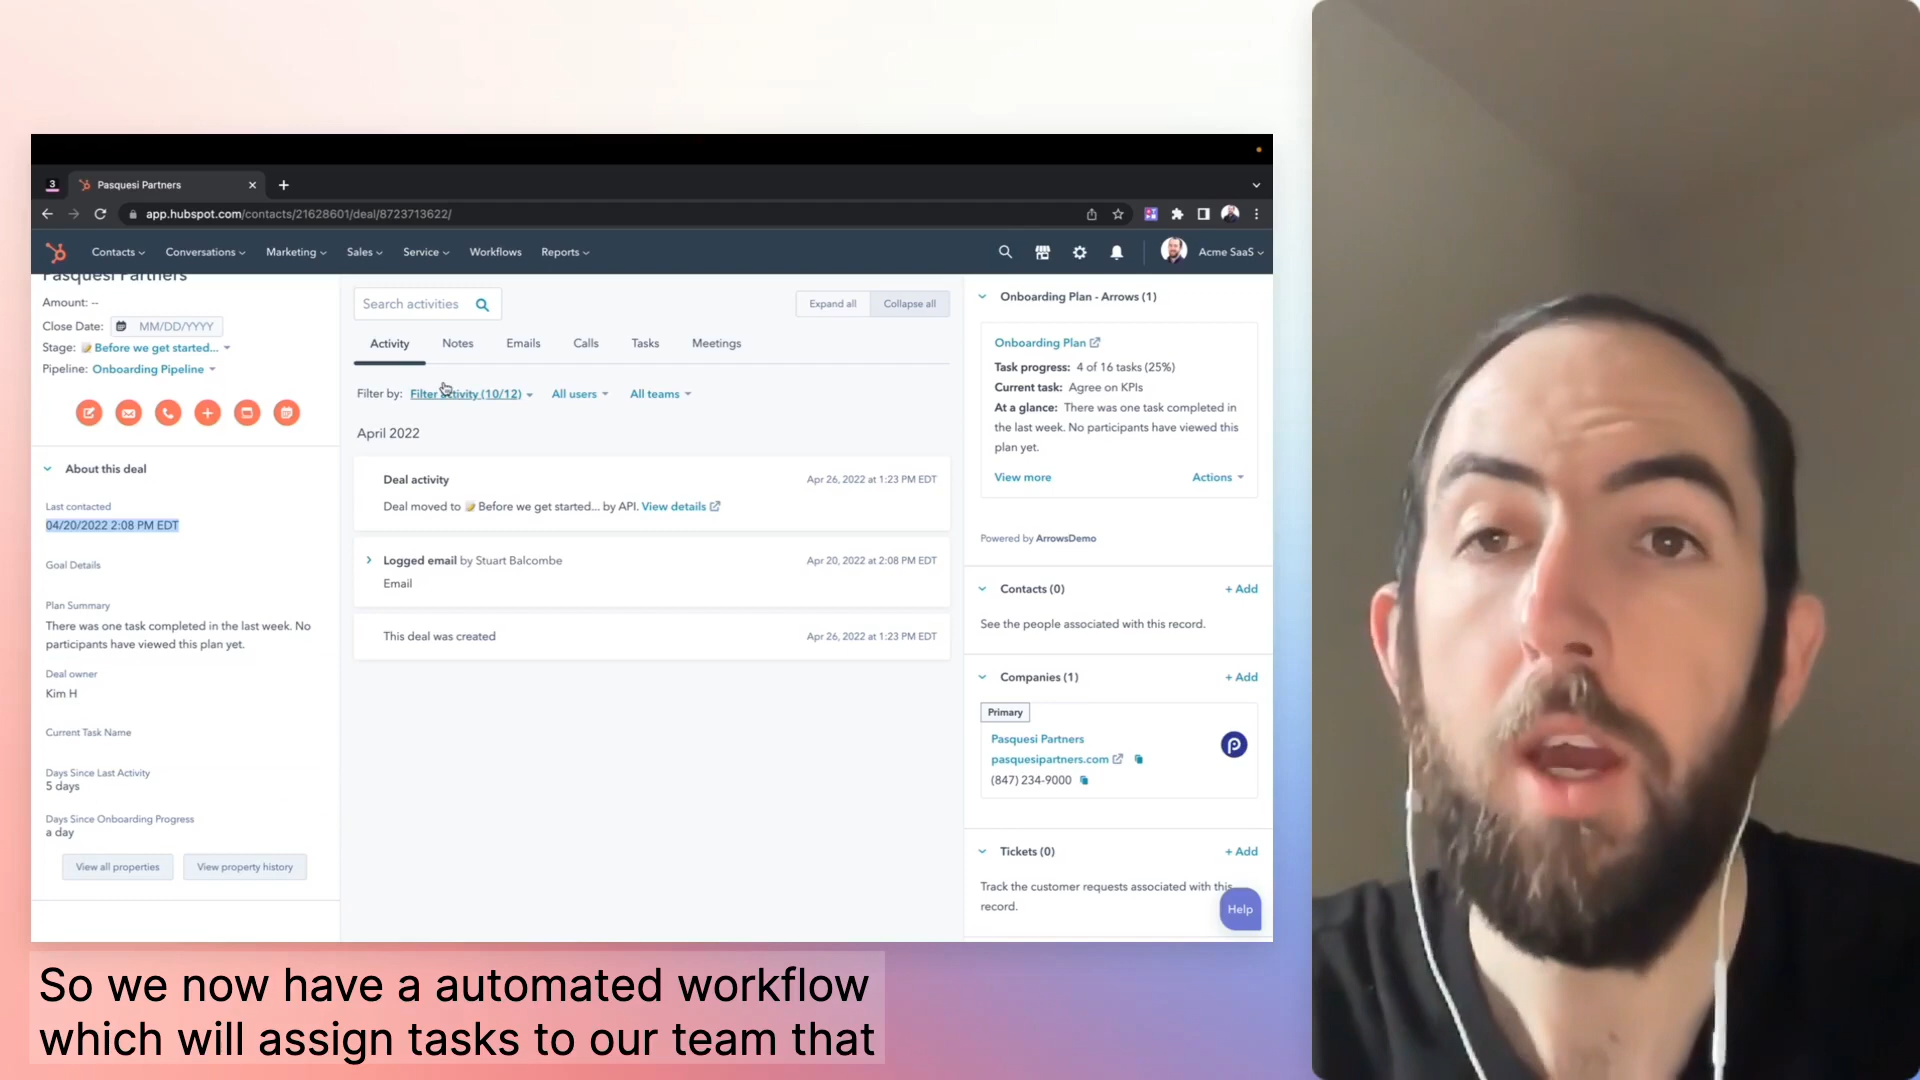 3
Pasquesi Partners
app.hubspot.com/contacts/21628601/deal/8723713622/
Contacts
Conversations
Marketing
Sales
Service
Workflows
Reports
Acme SaaS
Pasquesi Partners
Amount: --
Close Date: MM/DD/YYYY
Stage: Before we get started...
Pipeline: Onboarding Pipeline
About this deal
Last contacted
04/20/2022 2:08 PM EDT
Goal Details
Plan Summary
There was one task completed in the last week. No
participants have viewed this plan yet.
Deal owner
Kim H
Current Task Name
Days Since Last Activity
5 days
Days Since Onboarding Progress
a day
View all properties
View property history
Search activities
Expand all
Collapse all
Activity
Notes
Emails
Calls
Tasks
Meetings
Filter by: Filter activity (10/12) All users All teams
April 2022
Deal activity
Apr 26, 2022 at 1:23 PM EDT
Deal moved to Before we get started... by API. View details
Logged email by Stuart Balcombe
Apr 20, 2022 at 2:08 PM EDT
Email
This deal was created
Apr 26, 2022 at 1:23 PM EDT
Onboarding Plan - Arrows (1)
Onboarding Plan
Task progress: 4 of 16 tasks (25%)
Current task: Agree on KPIs
At a glance: There was one task completed in
the last week. No participants have viewed this
plan yet.
View more
Actions
Powered by ArrowsDemo
Contacts (0)
+ Add
See the people associated with this record.
Companies (1)
+ Add
Primary
Pasquesi Partners
pasquesipartners.com
(847) 234-9000
Tickets (0)
+ Add
Track the customer requests associated with this
record.
Help
So we now have a automated workflow
which will assign tasks to our team that